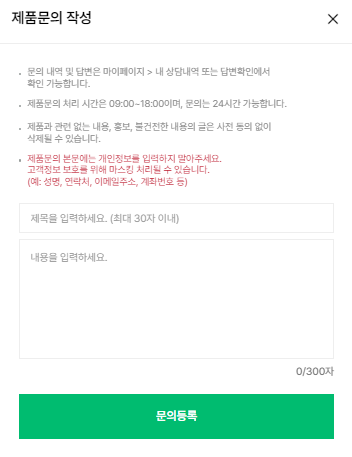 제품문의 작성
• 문의 내역 및 답변은 마이페이지 > 내 상담내역 또는 답변확인에서
확인 가능합니다.
• 제품문의 처리 시간은 09:00~18:00이며, 문의는 24시간 가능합니다.
• 제품과 관련 없는 내용, 홍보, 불건전한 내용의 글은 사전 동의 없이
삭제될 수 있습니다.
• 제품문의 본문에는 개인정보를 입력하지 말아주세요.
고객정보 보호를 위해 마스킹 처리될 수 있습니다.
(예: 성명, 연락처, 이메일주소, 계좌번호 등)
제목을 입력하세요. (최대 30자 이내)
내용을 입력하세요.
0/300자
문의등록